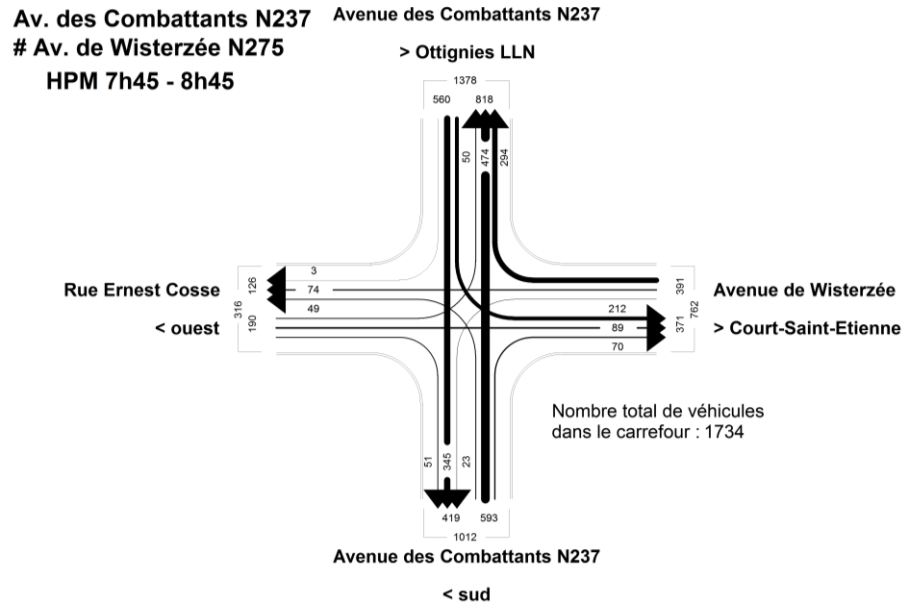 Av. des Combattants N237
# Av. de Wisterzée N275
HPM 7h45 - 8h45
Avenue des Combattants N237
> Ottignies LLN
1378
560 818
50 474 294
3
74
49
126
316
190
Rue Ernest Cosse
< ouest
391
762
371
212
89
70
Avenue de Wisterzée
> Court-Saint-Etienne
Nombre total de véhicules
dans le carrefour : 1734
51 345 23
419 593
1012
Avenue des Combattants N237
< sud